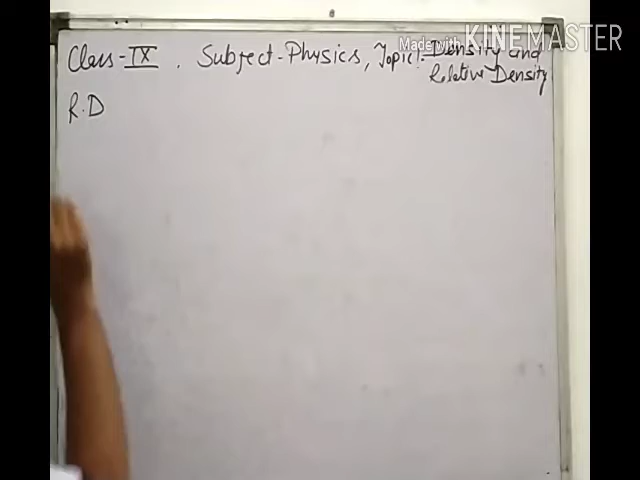 Class-IX . Subject-Physics, Topic:- Density and
Relative Density
R.D
Made with KINEMASTER